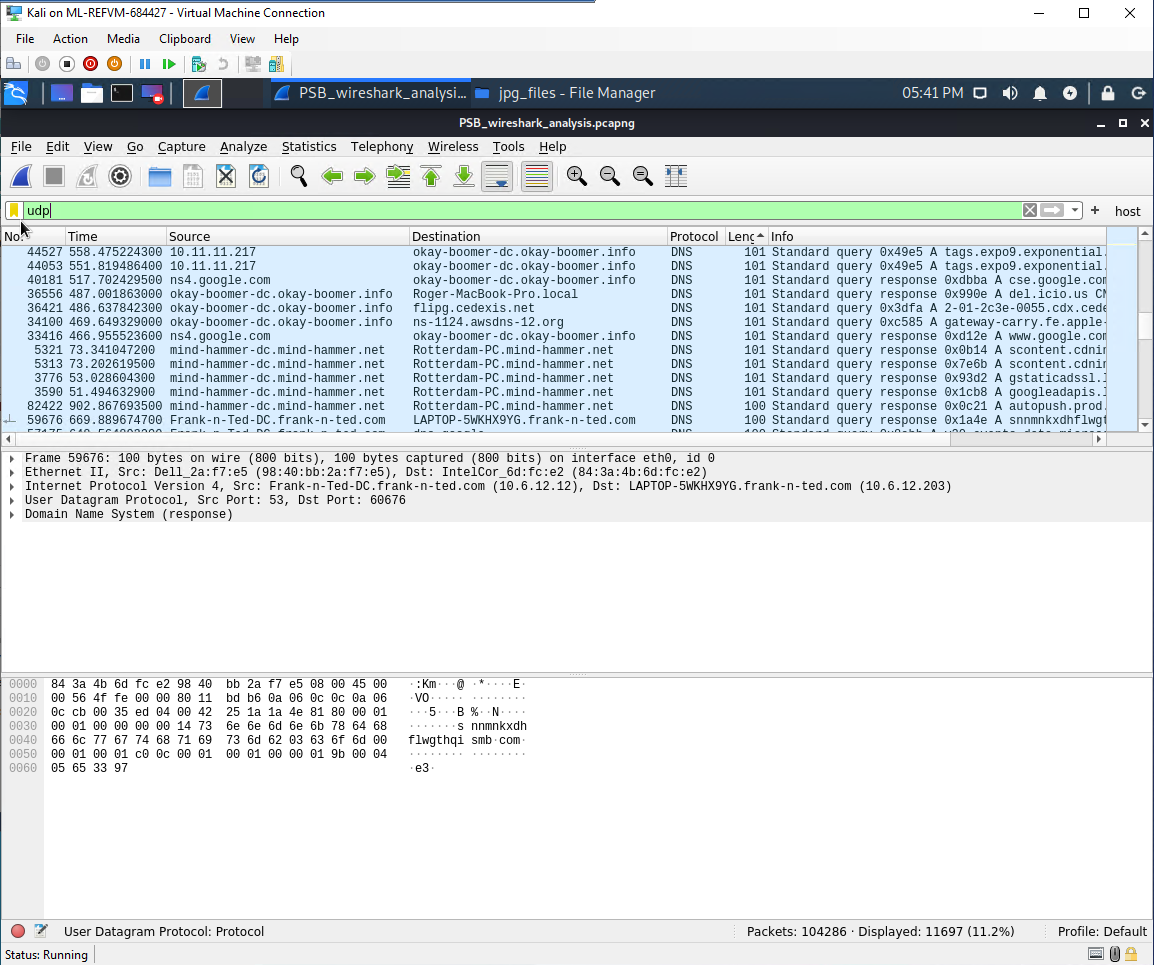 Kali on ML-REFVM-684427 - Virtual Machine Connection
File Action Media Clipboard View Help
PSB_wireshark_analysi... jpg_files - File Manager 05:41 PM
PSB_wireshark_analysis.pcapng
File Edit View Go Capture Analyze Statistics Telephony Wireless Tools Help
udp + host
No. Time Source Destination Protocol Leng Info
44527 558.475224300 10.11.11.217 okay-boomer-dc.okay-boomer.info DNS 101 Standard query 0x49e5 A tags.expo9.exponential.
44053 551.819486400 10.11.11.217 okay-boomer-dc.okay-boomer.info DNS 101 Standard query 0x49e5 A tags.expo9.exponential.
40181 517.702429500 ns4.google.com okay-boomer-dc.okay-boomer.info DNS 101 Standard query response 0xdbba A cse.google.com
36556 487.001863000 okay-boomer-dc.okay-boomer.info Roger-MacBook-Pro.local DNS 101 Standard query response 0x990e A del.icio.us CN
36421 486.637842300 okay-boomer-dc.okay-boomer.info flipg.cedexis.net DNS 101 Standard query 0x3dfa A 2-01-2c3e-0055.cdx.cede
34100 469.649329000 okay-boomer-dc.okay-boomer.info ns-1124.awsdns-12.org DNS 101 Standard query 0xc585 A gateway-carry.fe.apple-
33416 466.955523600 ns4.google.com okay-boomer-dc.okay-boomer.info DNS 101 Standard query response 0xd12e A www.google.com
5321 73.341047200 mind-hammer-dc.mind-hammer.net Rotterdam-PC.mind-hammer.net DNS 101 Standard query response 0x0b14 A scontent.cdnin
5313 73.202619500 mind-hammer-dc.mind-hammer.net Rotterdam-PC.mind-hammer.net DNS 101 Standard query response 0x7e6b A scontent.cdnin
3776 53.028604300 mind-hammer-dc.mind-hammer.net Rotterdam-PC.mind-hammer.net DNS 101 Standard query response 0x93d2 A gstaticadssl.l
3590 51.494632900 mind-hammer-dc.mind-hammer.net Rotterdam-PC.mind-hammer.net DNS 101 Standard query response 0x1cb8 A googleadapis.l
82422 902.867693500 mind-hammer-dc.mind-hammer.net Rotterdam-PC.mind-hammer.net DNS 100 Standard query response 0x0c21 A autopush.prod.
59676 669.889674700 Frank-n-Ted-DC.frank-n-ted.com LAPTOP-5WKHX9YG.frank-n-ted.com DNS 100 Standard query response 0x1a4e A snnmnkxdhflwgt
Frame 59676: 100 bytes on wire (800 bits), 100 bytes captured (800 bits) on interface eth0, id 0
Ethernet II, Src: Dell_2a:f7:e5 (98:40:bb:2a:f7:e5), Dst: IntelCor_6d:fc:e2 (84:3a:4b:6d:fc:e2)
Internet Protocol Version 4, Src: Frank-n-Ted-DC.frank-n-ted.com (10.6.12.12), Dst: LAPTOP-5WKHX9YG.frank-n-ted.com (10.6.12.203)
User Datagram Protocol, Src Port: 53, Dst Port: 60676
Domain Name System (response)
0000 84 3a 4b 6d fc e2 98 40 bb 2a f7 e5 08 00 45 00 ·:Km···@ ·*····E·
0010 00 56 4f fe 00 00 80 11 bd b6 0a 06 0c 0c 0a 06 ·VO····· ········
0020 0c cb 00 35 ed 04 00 42 25 1a 1a 4e 81 80 00 01 ···5···B %··N····
0030 00 01 00 00 00 00 14 73 6e 6e 6d 6e 6b 78 64 68 ·······s nnmnkxdh
0040 66 6c 77 67 74 68 71 69 73 6d 62 03 63 6f 6d 00 flwgthqi smb·com·
0050 00 01 00 01 c0 0c 00 01 00 01 00 00 01 9b 00 04 ········ ········
0060 05 65 33 97 ·e3·
User Datagram Protocol: Protocol Packets: 104286 · Displayed: 11697 (11.2%) Profile: Default
Status: Running